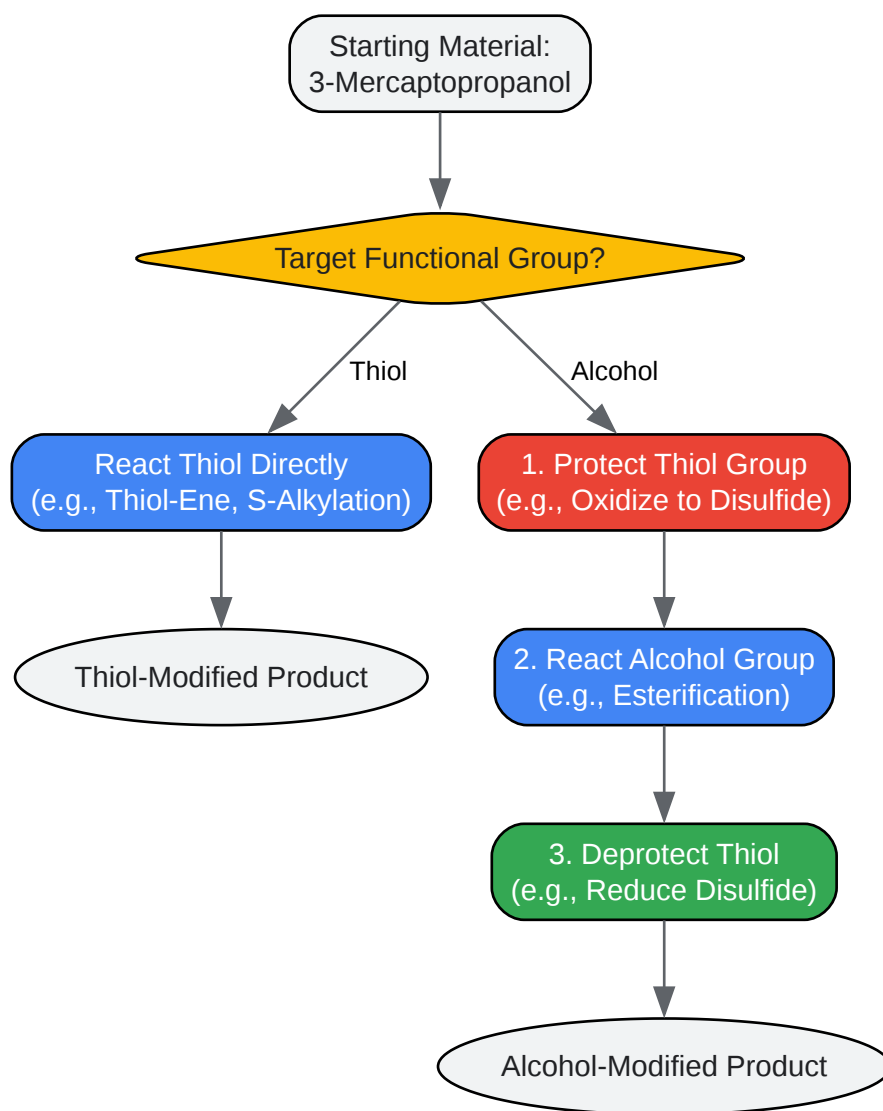 Starting Material:
3-Mercaptopropanol
Target Functional Group?
Thiol
Alcohol
React Thiol Directly
(e.g., Thiol-Ene, S-Alkylation)
1. Protect Thiol Group
(e.g., Oxidize to Disulfide)
Thiol-Modified Product
2. React Alcohol Group
(e.g., Esterification)
3. Deprotect Thiol
(e.g., Reduce Disulfide)
Alcohol-Modified Product